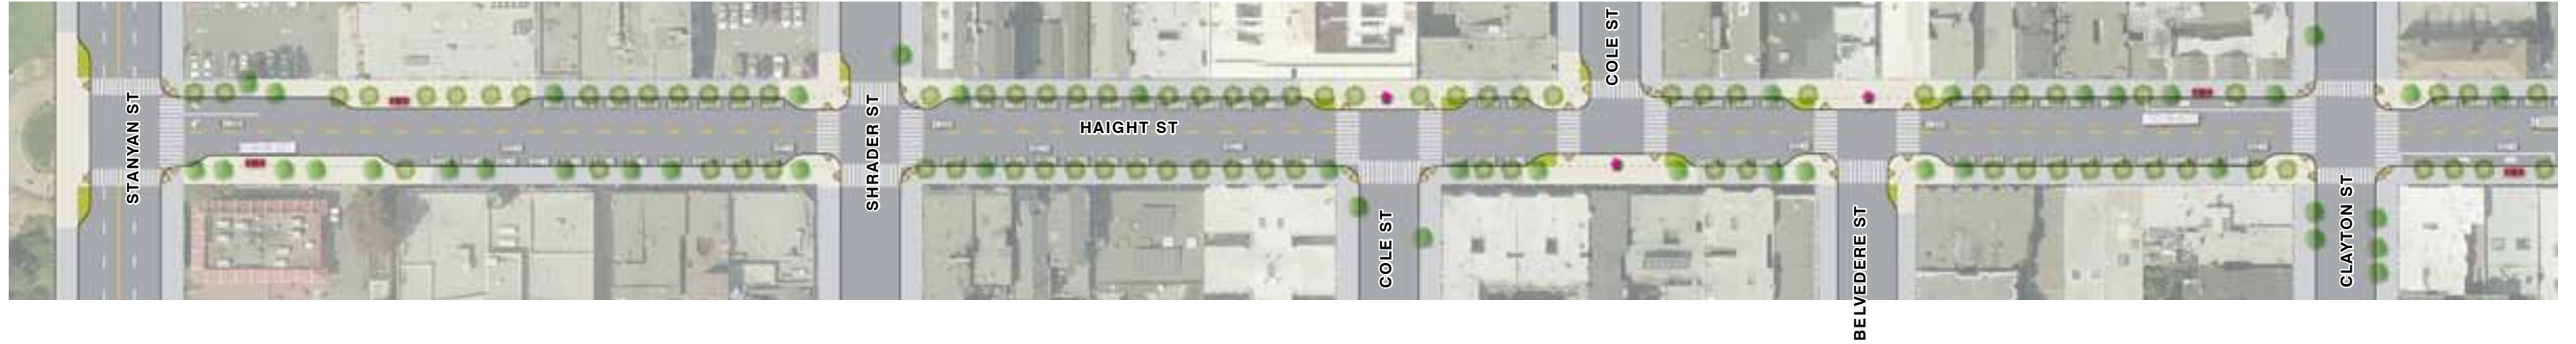 STANYAN ST
SHRADER ST
HAIGHT ST
COLE ST
COLE ST
BELVEDERE ST
CLAYTON ST